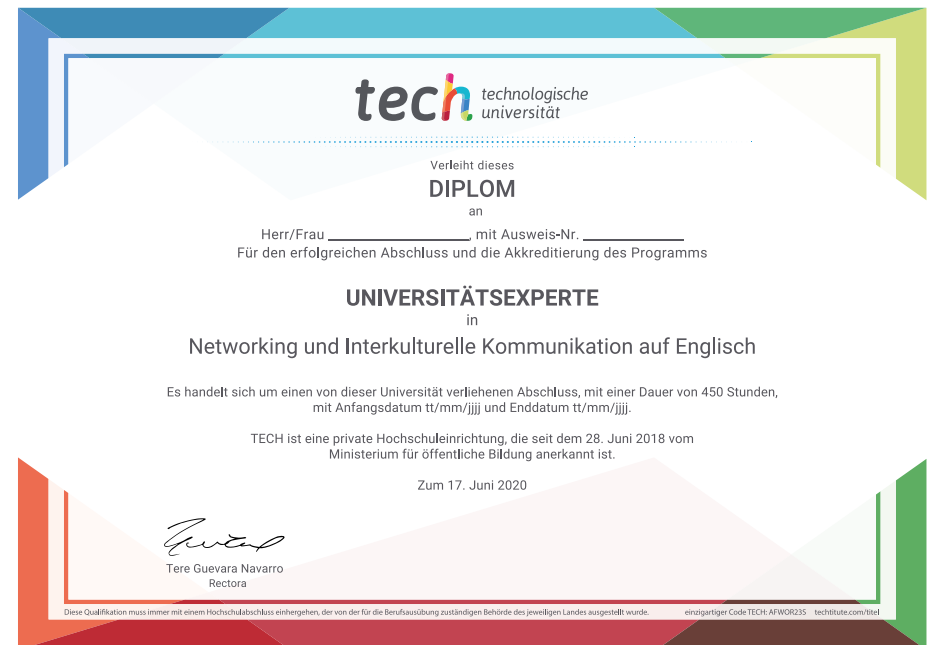 tech technologische
universität
Verleiht dieses
DIPLOM
an
Herr/Frau ____________________, mit Ausweis-Nr. ______________
Für den erfolgreichen Abschluss und die Akkreditierung des Programms
UNIVERSITÄTSEXPERTE
in
Networking und Interkulturelle Kommunikation auf Englisch
Es handelt sich um einen von dieser Universität verliehenen Abschluss, mit einer Dauer von 450 Stunden,
mit Anfangsdatum tt/mm/jjjj und Enddatum tt/mm/jjjj.
TECH ist eine private Hochschuleinrichtung, die seit dem 28. Juni 2018 vom
Ministerium für öffentliche Bildung anerkannt ist.
Zum 17. Juni 2020
Tere Guevara Navarro
Rectora
Diese Qualifikation muss immer mit einem Hochschulabschluss einhergehen, der von der für die Berufsausübung zuständigen Behörde des jeweiligen Landes ausgestellt wurde. einzigartiger Code TECH: AFWOR23S techtitute.com/titel